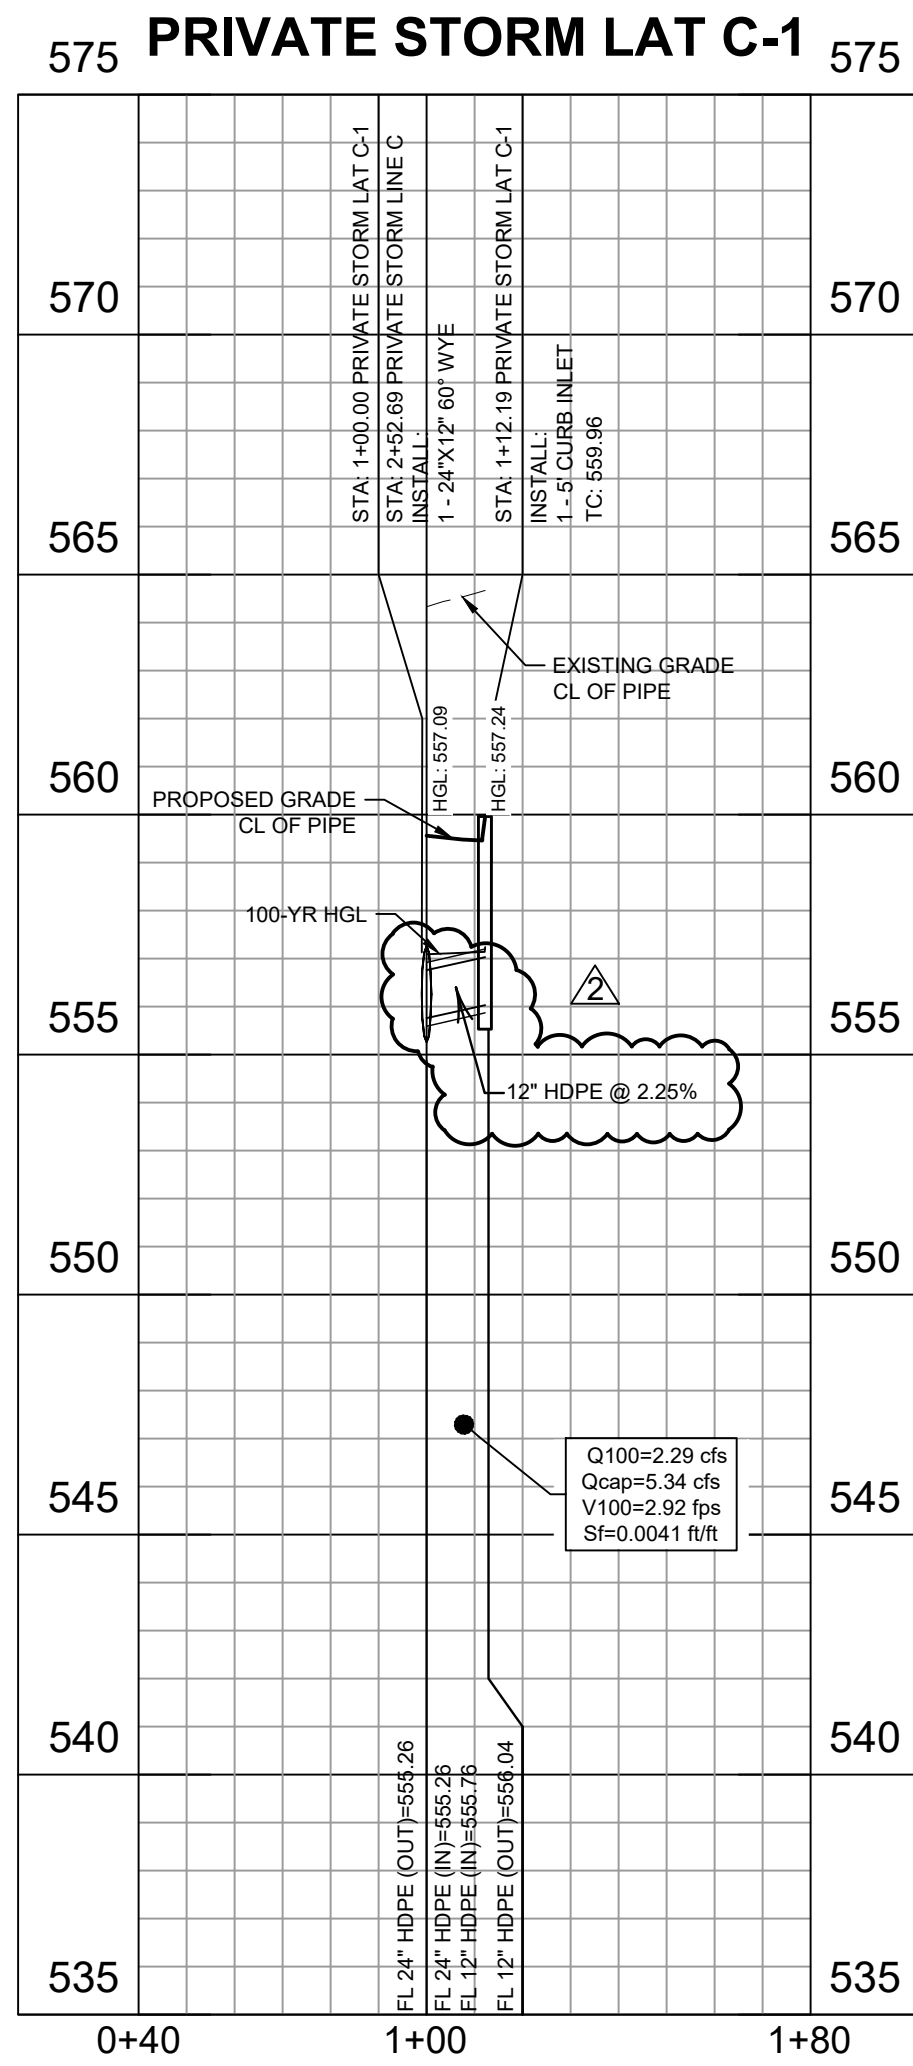 PRIVATE STORM LAT C-1
575
575
STA: 1+00.00 PRIVATE STORM LAT C-1
STA: 2+52.69 PRIVATE STORM LINE C
INSTALL:
1 - 24"X12" 60° WYE
STA: 1+12.19 PRIVATE STORM LAT C-1
INSTALL:
1 - 5' CURB INLET
TC: 559.96
570
570
565
565
EXISTING GRADE
CL OF PIPE
HGL: 557.09
HGL: 557.24
560
560
PROPOSED GRADE
CL OF PIPE
100-YR HGL
2
555
555
12" HDPE @ 2.25%
550
550
Q100=2.29 cfs
Qcap=5.34 cfs
V100=2.92 fps
Sf=0.0041 ft/ft
545
545
540
540
FL 24" HDPE (OUT)=555.26
FL 24" HDPE (IN)=555.26
FL 12" HDPE (IN)=555.76
FL 12" HDPE (OUT)=556.04
535
535
0+40
1+00
1+80